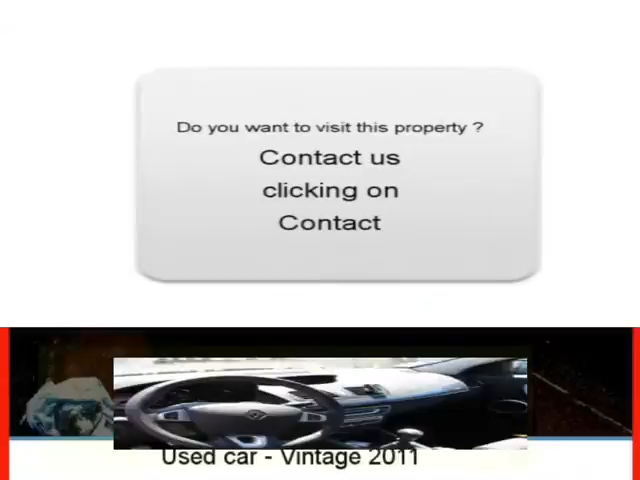 Do you want to visit this property ?
Contact us
clicking on
Contact
Used car - Vintage 2011